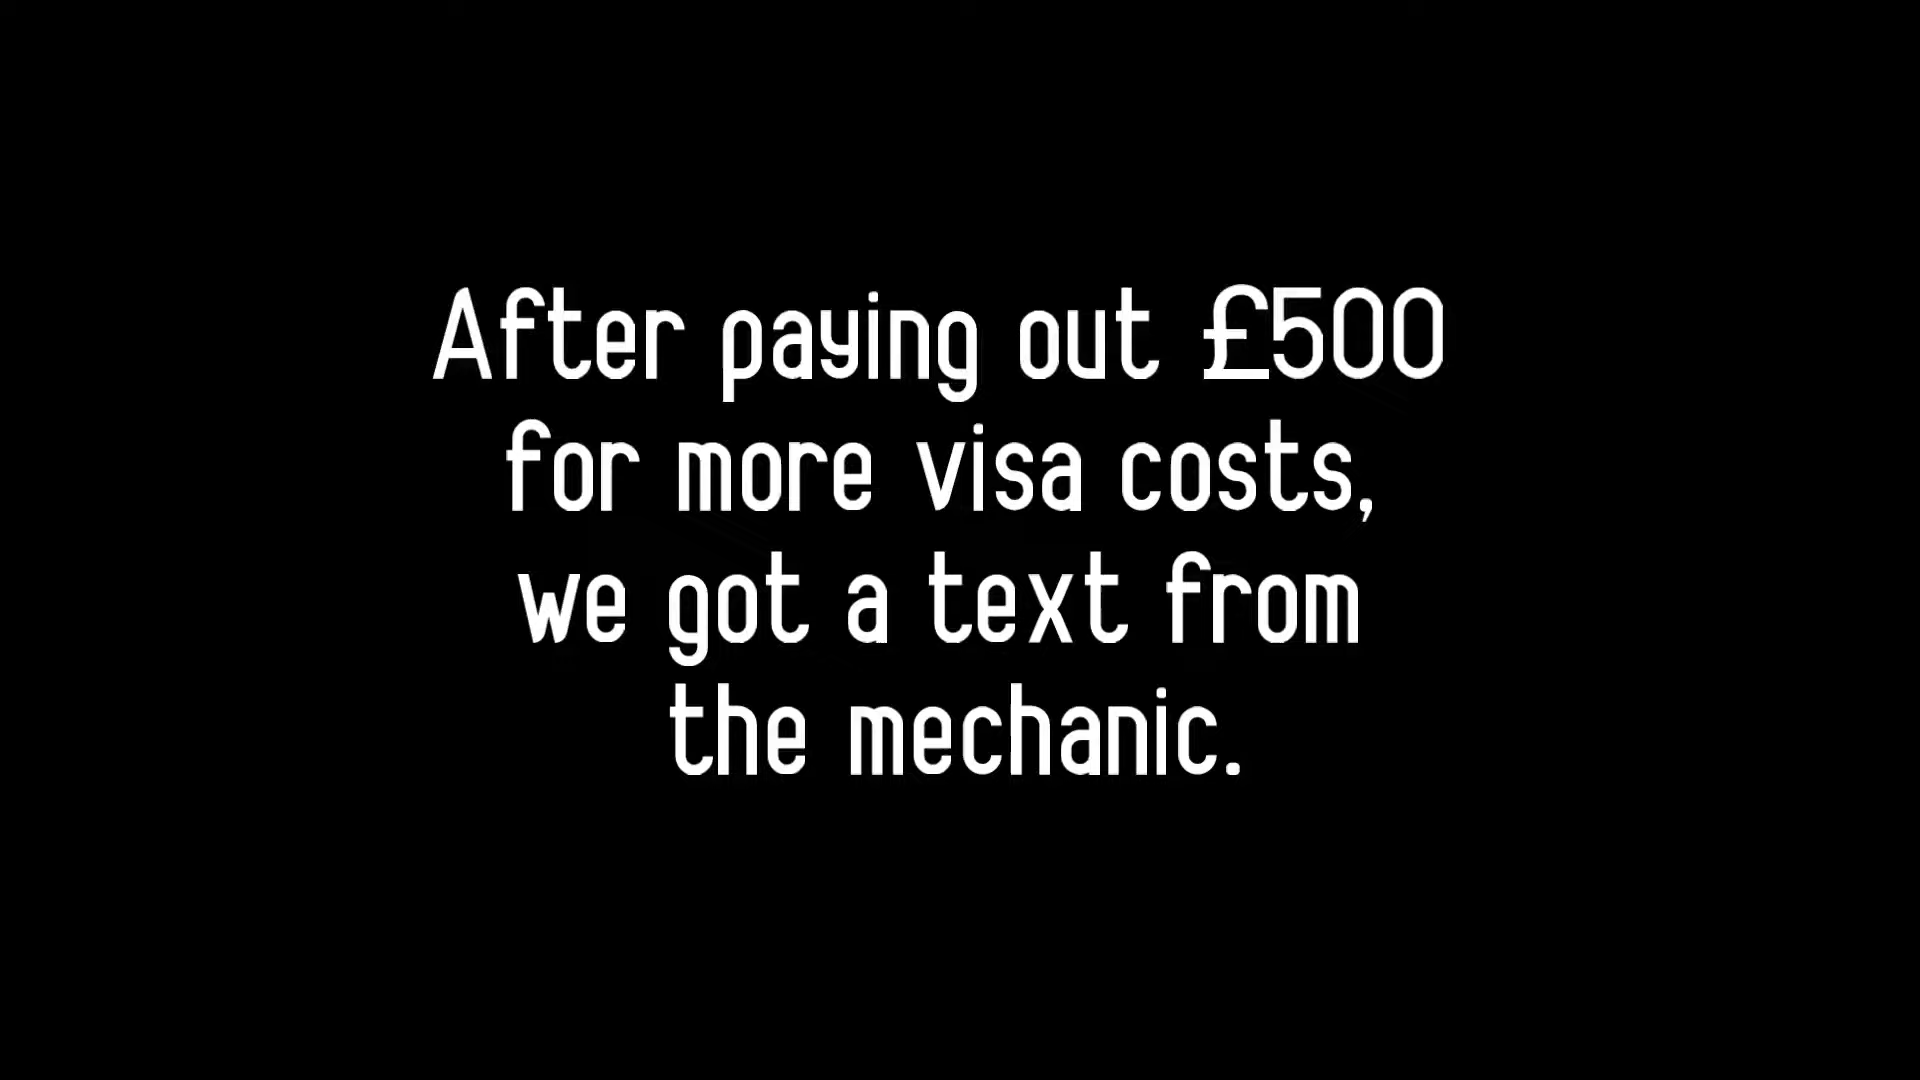 After paying out £500
for more visa costs,
we got a text from
the mechanic.